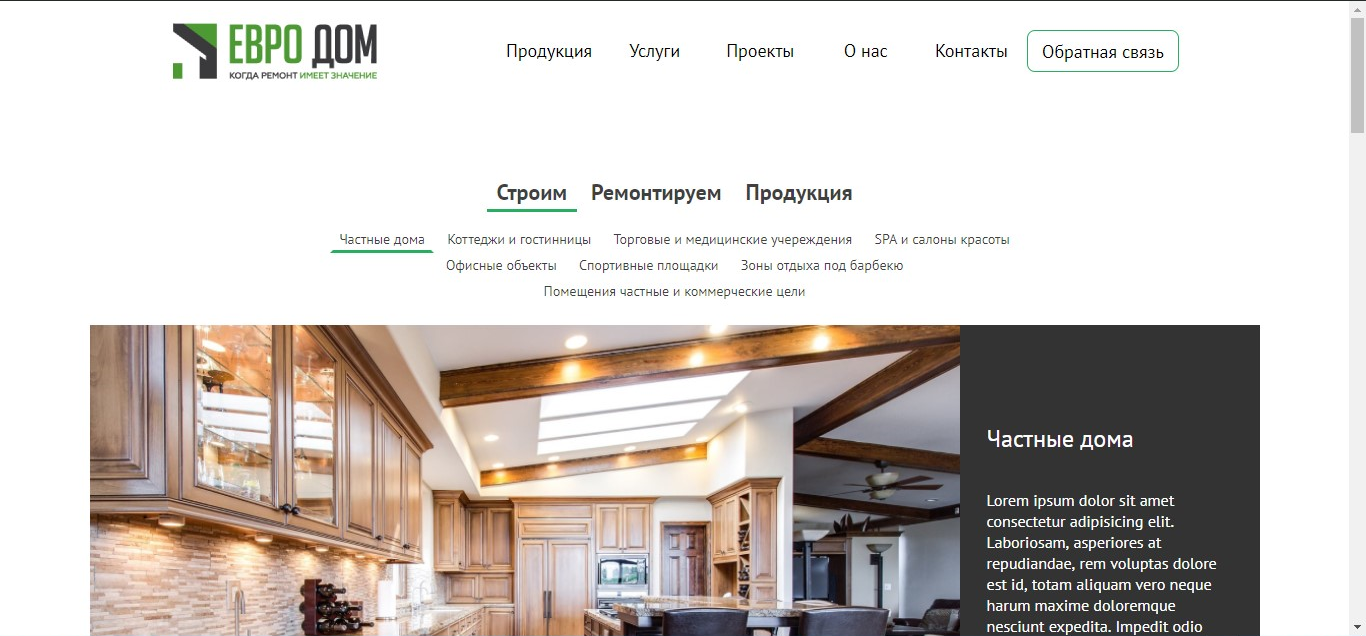 ЕВРО ДОМ
КОГДА РЕМОНТ ИМЕЕТ ЗНАЧЕНИЕ
Продукция Услуги Проекты О нас Контакты Обратная связь
Строим Ремонтируем Продукция
Частные дома Коттеджи и гостинницы Торговые и медицинские учереждения SPA и салоны красоты
Офисные объекты Спортивные площадки Зоны отдыха под барбекю
Помещения частные и коммерческие цели
Частные дома
Lorem ipsum dolor sit amet
consectetur adipisicing elit.
Laboriosam, asperiores at
repudiandae, rem voluptas dolore
est id, totam aliquam vero neque
harum maxime doloremque
nesciunt expedita. Impedit odio